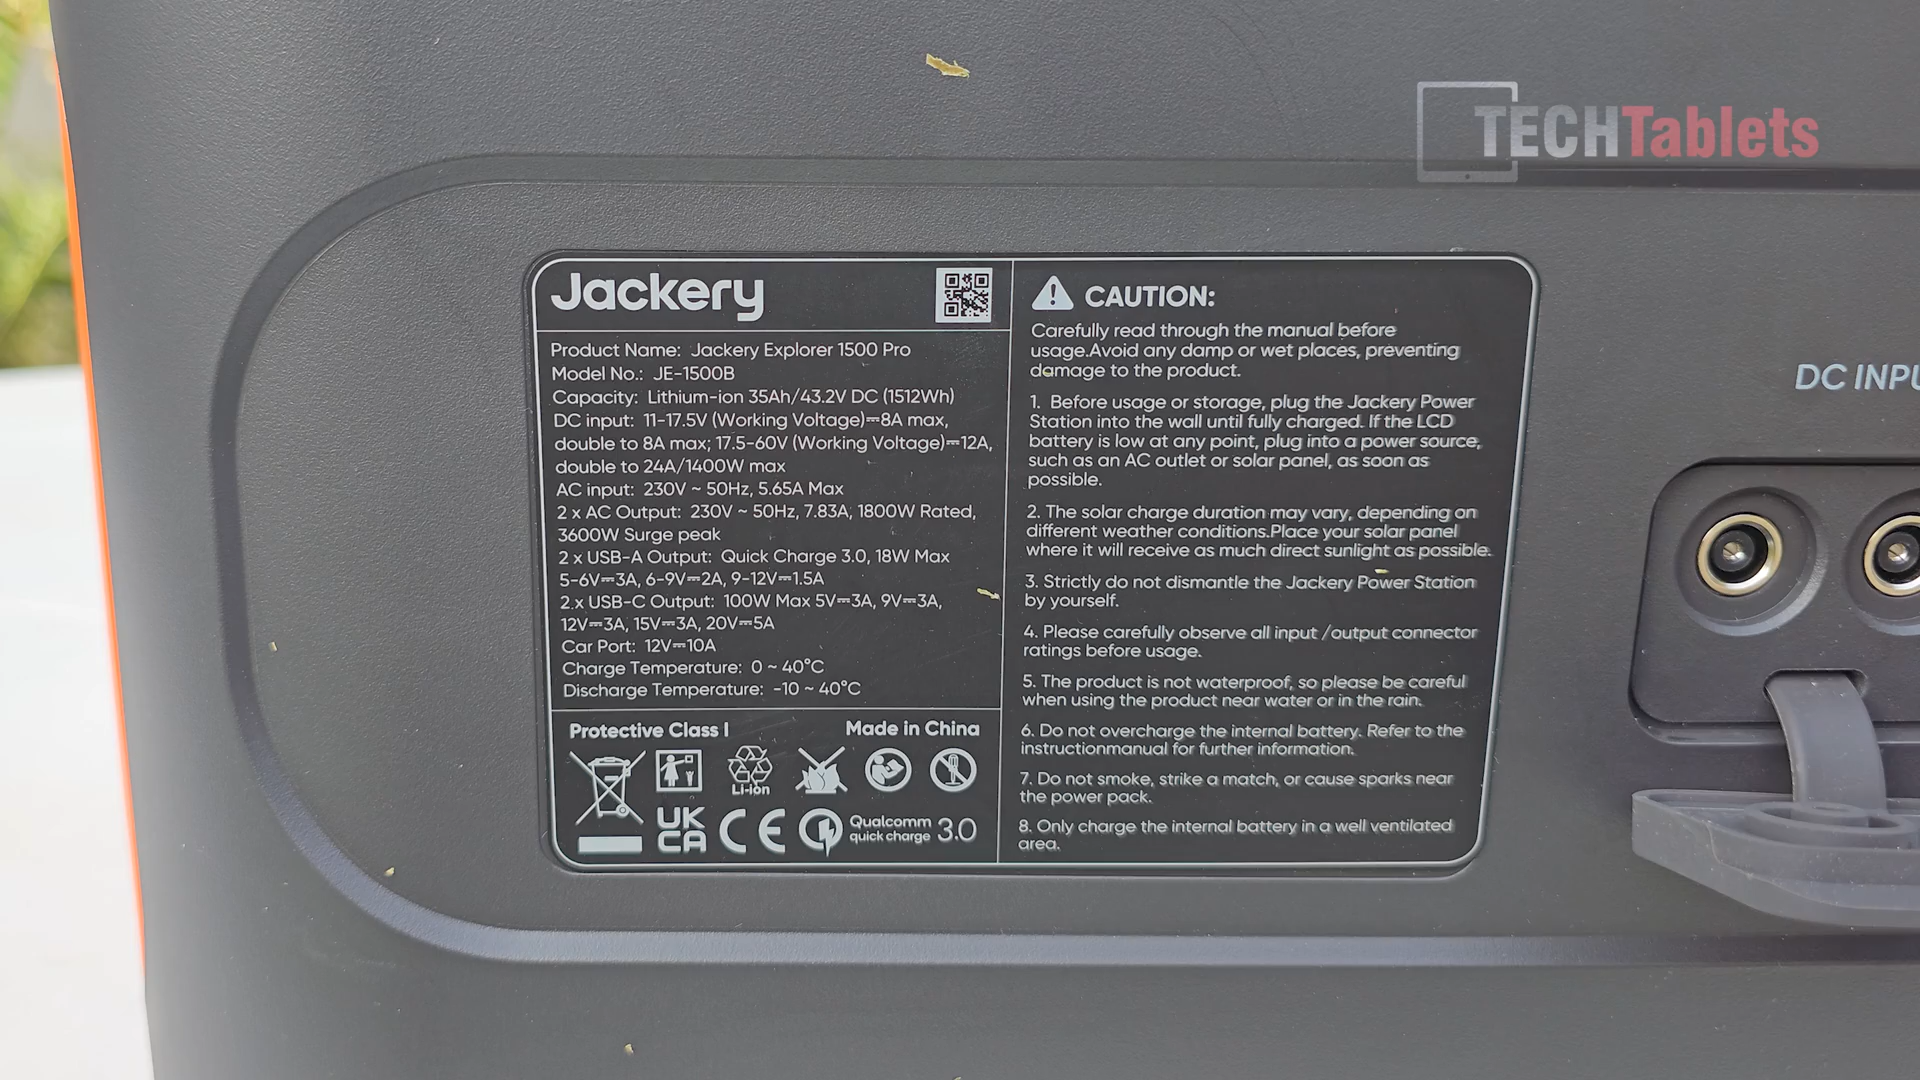 TECHTablets
Jackery
Product Name: Jackery Explorer 1500 Pro
Model No.: JE-1500B
Capacity: Lithium-ion 35Ah/43.2V DC (1512Wh)
DC input: 11-17.5V (Working Voltage)⎓8A max,
double to 8A max; 17.5-60V (Working Voltage)⎓12A,
double to 24A/1400W max
AC input: 230V ~ 50Hz, 5.65A Max
2 x AC Output: 230V ~ 50Hz, 7.83A, 1800W Rated,
3600W Surge peak
2 x USB-A Output: Quick Charge 3.0, 18W Max
5-6V⎓3A, 6-9V⎓2A, 9-12V⎓1.5A
2 x USB-C Output: 100W Max 5V⎓3A, 9V⎓3A,
12V⎓3A, 15V⎓3A, 20V⎓5A
Car Port: 12V⎓10A
Charge Temperature: 0 ~ 40°C
Discharge Temperature: -10 ~ 40°C
Protective Class I
Made in China
Li-ion
UK
CA
CE
Qualcomm
quick charge 3.0
CAUTION:
Carefully read through the manual before
usage.Avoid any damp or wet places, preventing
damage to the product.
1. Before usage or storage, plug the Jackery Power
Station into the wall until fully charged. If the LCD
battery is low at any point, plug into a power source,
such as an AC outlet or solar panel, as soon as
possible.
2. The solar charge duration may vary, depending on
different weather conditions.Place your solar panel
where it will receive as much direct sunlight as possible.
3. Strictly do not dismantle the Jackery Power Station
by yourself.
4. Please carefully observe all input /output connector
ratings before usage.
5. The product is not waterproof, so please be careful
when using the product near water or in the rain.
6. Do not overcharge the internal battery. Refer to the
instructionmanual for further information.
7. Do not smoke, strike a match, or cause sparks near
the power pack.
8. Only charge the internal battery in a well ventilated
area.
DC INPU